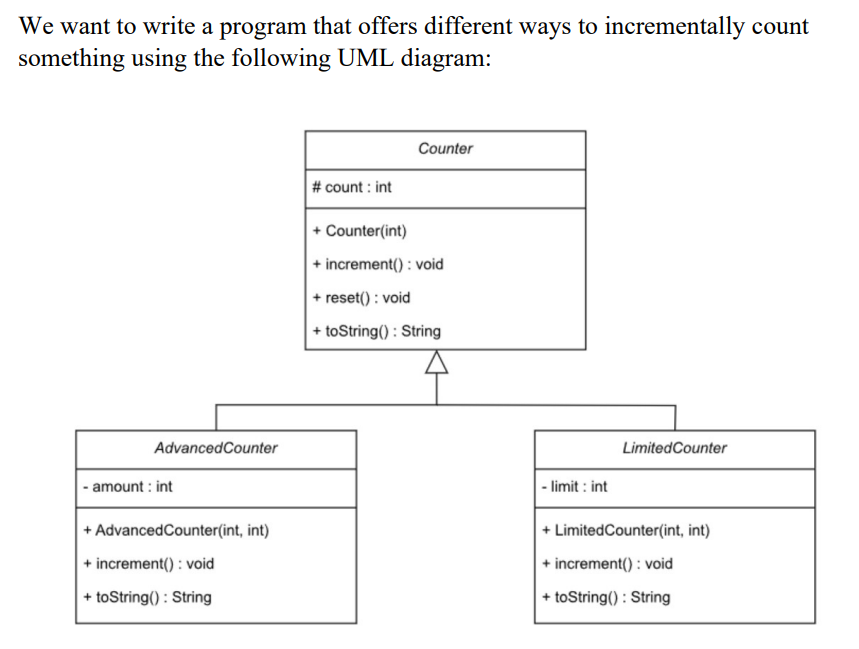 We want to write a program that offers different ways to incrementally count
something using the following UML diagram:
Counter
# count : int
+ Counter(int)
+ increment() : void
+ reset() : void
+ toString() : String
AdvancedCounter
- amount : int
+ AdvancedCounter(int, int)
+ increment() : void
+ toString() : String
LimitedCounter
- limit : int
+ LimitedCounter(int, int)
+ increment() : void
+ toString() : String